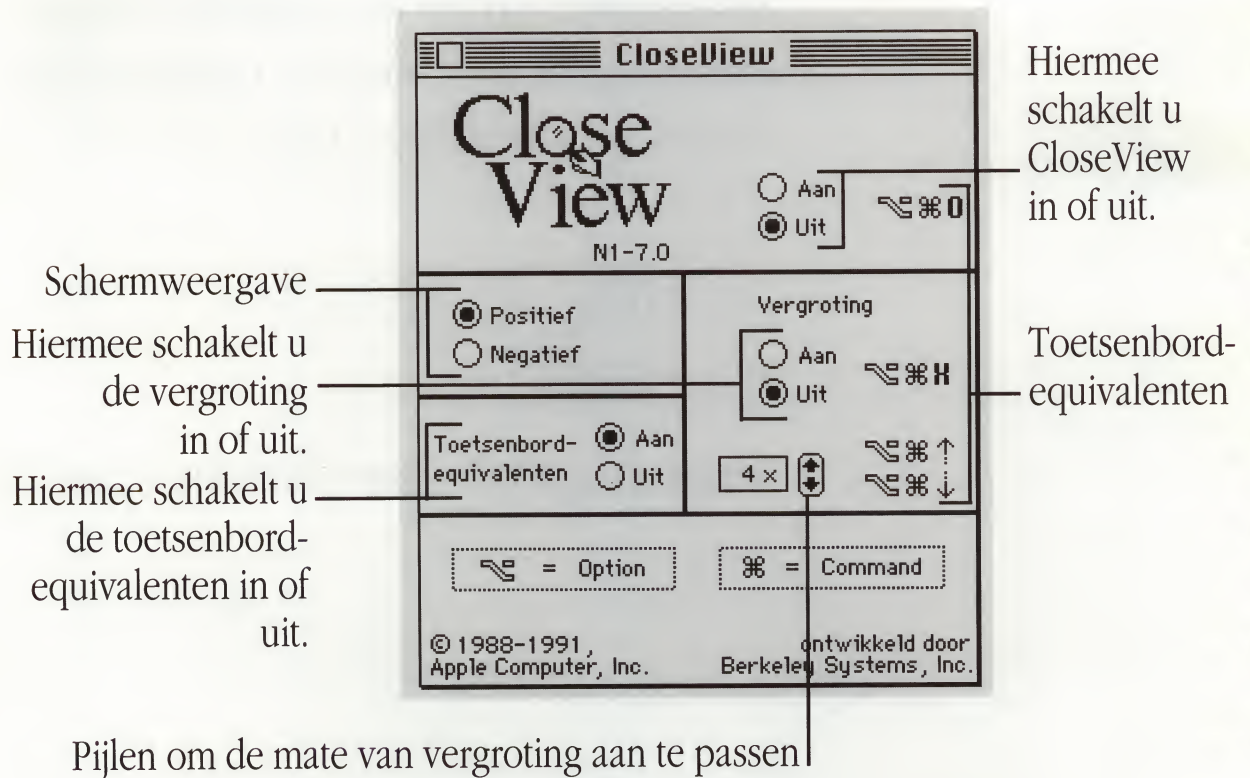 CloseView
Close
View
N1-7.0
Aan
Uit
⌥⌘O
Hiermee
schakelt u
CloseView
in of uit.
Schermweergave
Positief
Negatief
Hiermee schakelt u
de vergroting
in of uit.
Vergroting
Aan
Uit
⌥⌘X
Toetsenbord-
equivalenten
Toetsenbord-
equivalenten
Aan
Uit
4 x
⌥⌘↑
⌥⌘↓
Hiermee schakelt u
de toetsenbord-
equivalenten in of
uit.
⌥ = Option
⌘ = Command
© 1988-1991,
Apple Computer, Inc.
ontwikkeld door
Berkeley Systems, Inc.
Pijlen om de mate van vergroting aan te passen